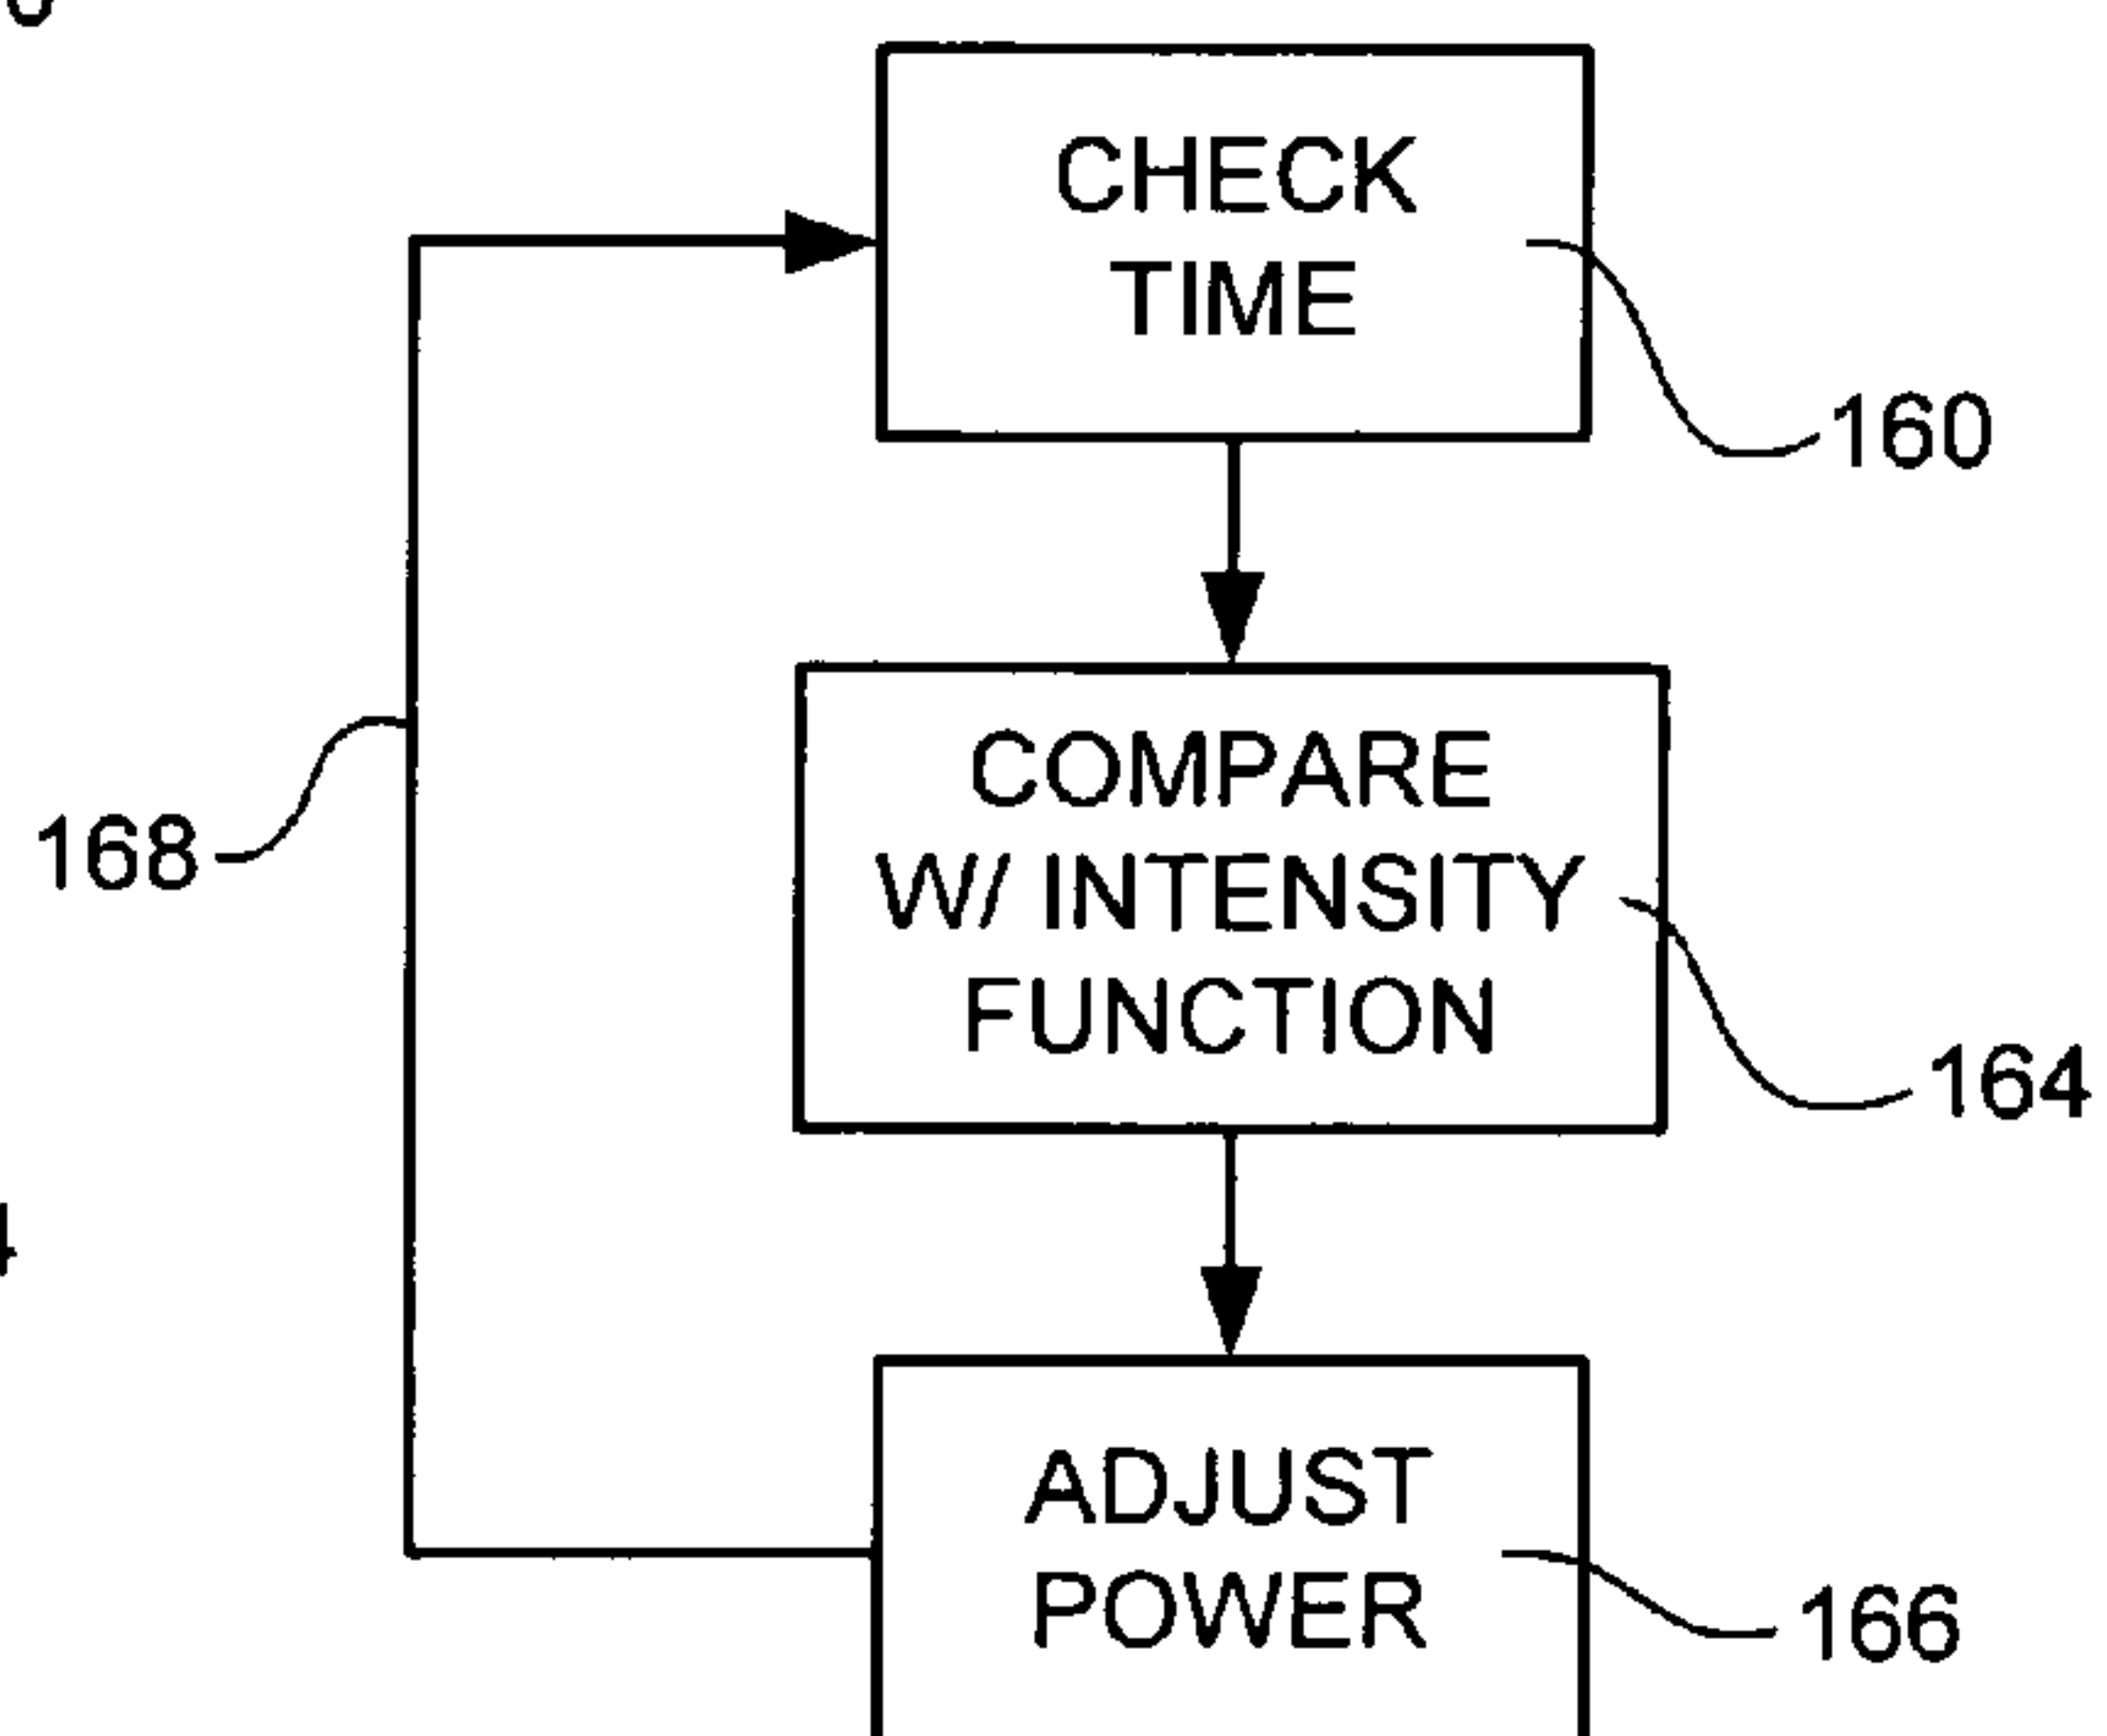 CHECK
TIME
160
COMPARE
W/ INTENSITY
FUNCTION
168
164
ADJUST
POWER
166